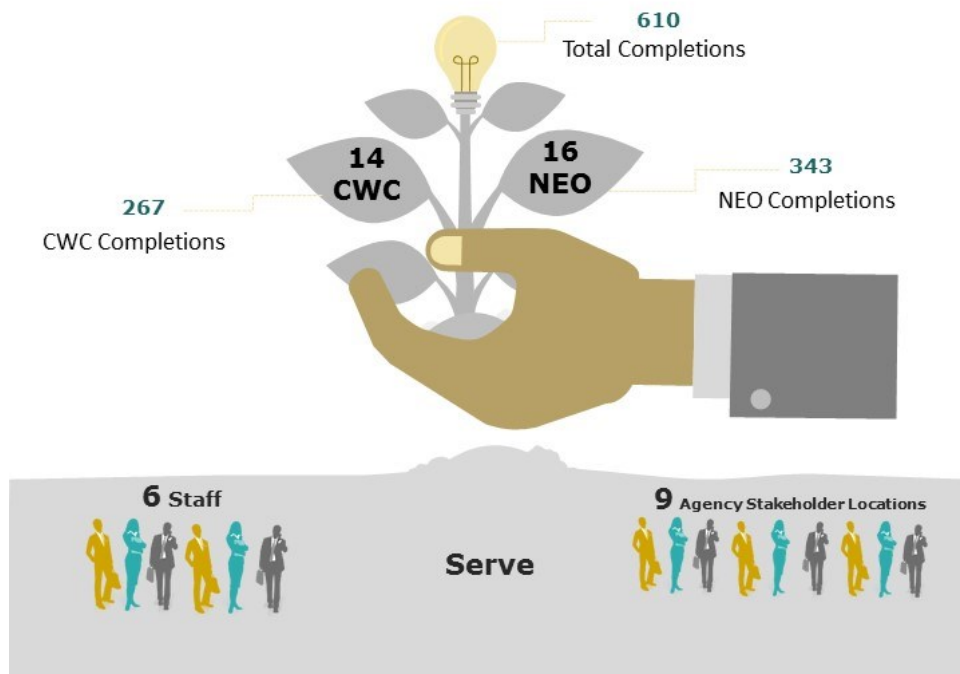 610
Total Completions
14
CWC
16
NEO
343
NEO Completions
267
CWC Completions
6 Staff
9 Agency Stakeholder Locations
Serve